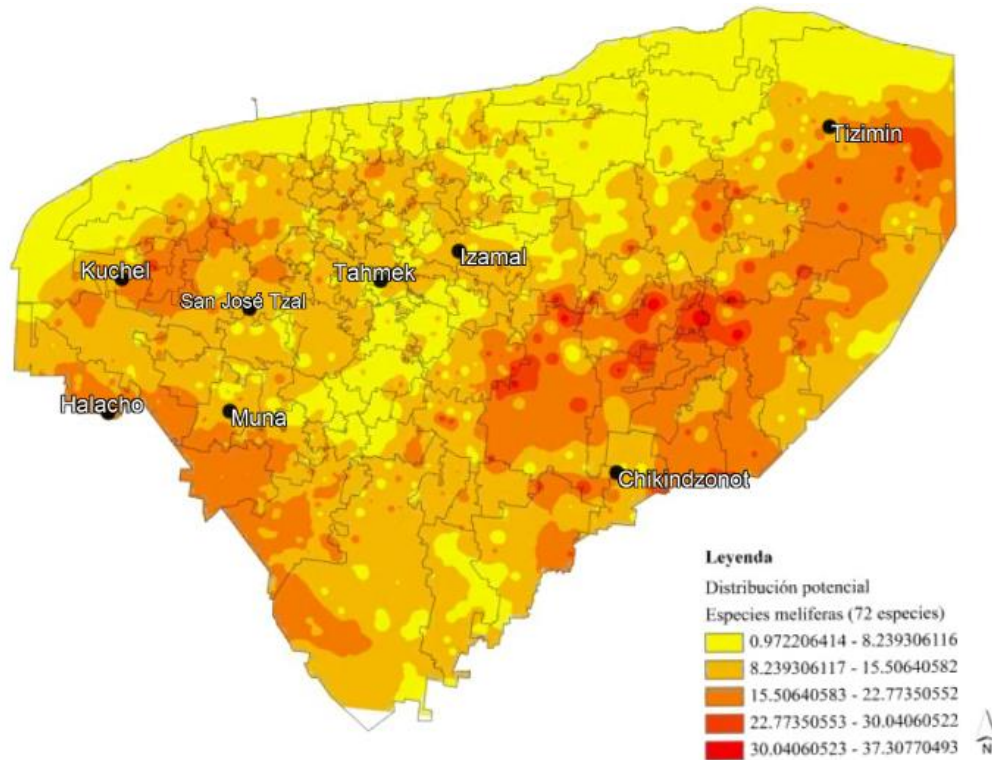 Tizimin
Izamal
Kuchel
Tahmek
San José Tzal
Halacho
Muna
Chikindzonot
Leyenda
Distribución potencial
Especies melíferas (72 especies)
0.972206414 - 8.239306116
8.239306117 - 15.50640582
15.50640583 - 22.77350552
22.77350553 - 30.04060522
30.04060523 - 37.30770493
N